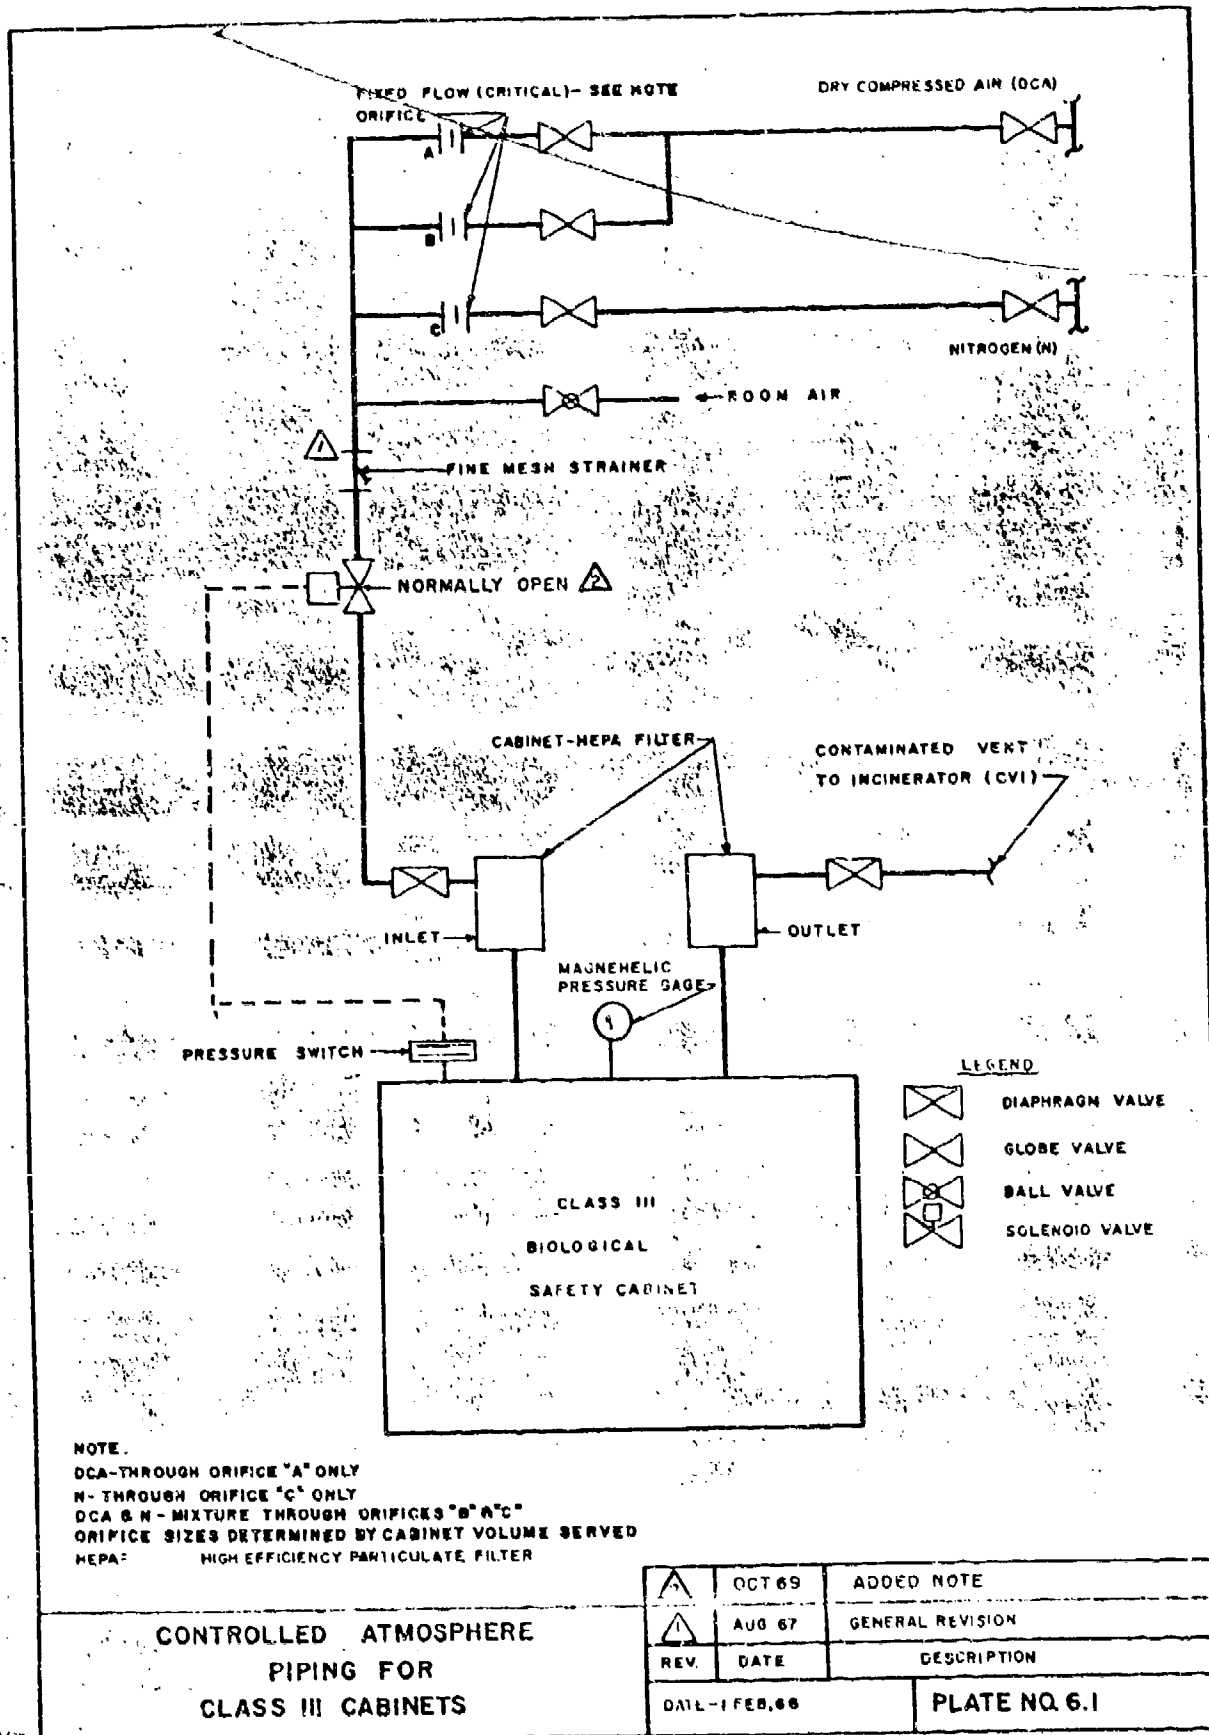 FIXED FLOW (CRITICAL)- SEE NOTE
ORIFICE
DRY COMPRESSED AIR (DCA)
A
B
C
NITROGEN (N)
ROOM AIR
1
FINE MESH STRAINER
NORMALLY OPEN 2
CABINET-HEPA FILTER
CONTAMINATED VENT
TO INCINERATOR (CVI)
INLET
OUTLET
MAGNEHELIC
PRESSURE GAGE
PRESSURE SWITCH
LEGEND
DIAPHRAGN VALVE
GLOBE VALVE
BALL VALVE
SOLENOID VALVE
CLASS III
BIOLOGICAL
SAFETY CABINET
NOTE.
DCA-THROUGH ORIFICE "A" ONLY
N- THROUGH ORIFICE "C" ONLY
DCA & N - MIXTURE THROUGH ORIFICES "B" & "C"
ORIFICE SIZES DETERMINED BY CABINET VOLUME SERVED
HEPA= HIGH EFFICIENCY PARTICULATE FILTER
CONTROLLED ATMOSPHERE
PIPING FOR
CLASS III CABINETS
OCT 69 ADDED NOTE
1 AUG 67 GENERAL REVISION
REV. DATE DESCRIPTION
DATE-1 FEB, 66 PLATE NO. 6.1